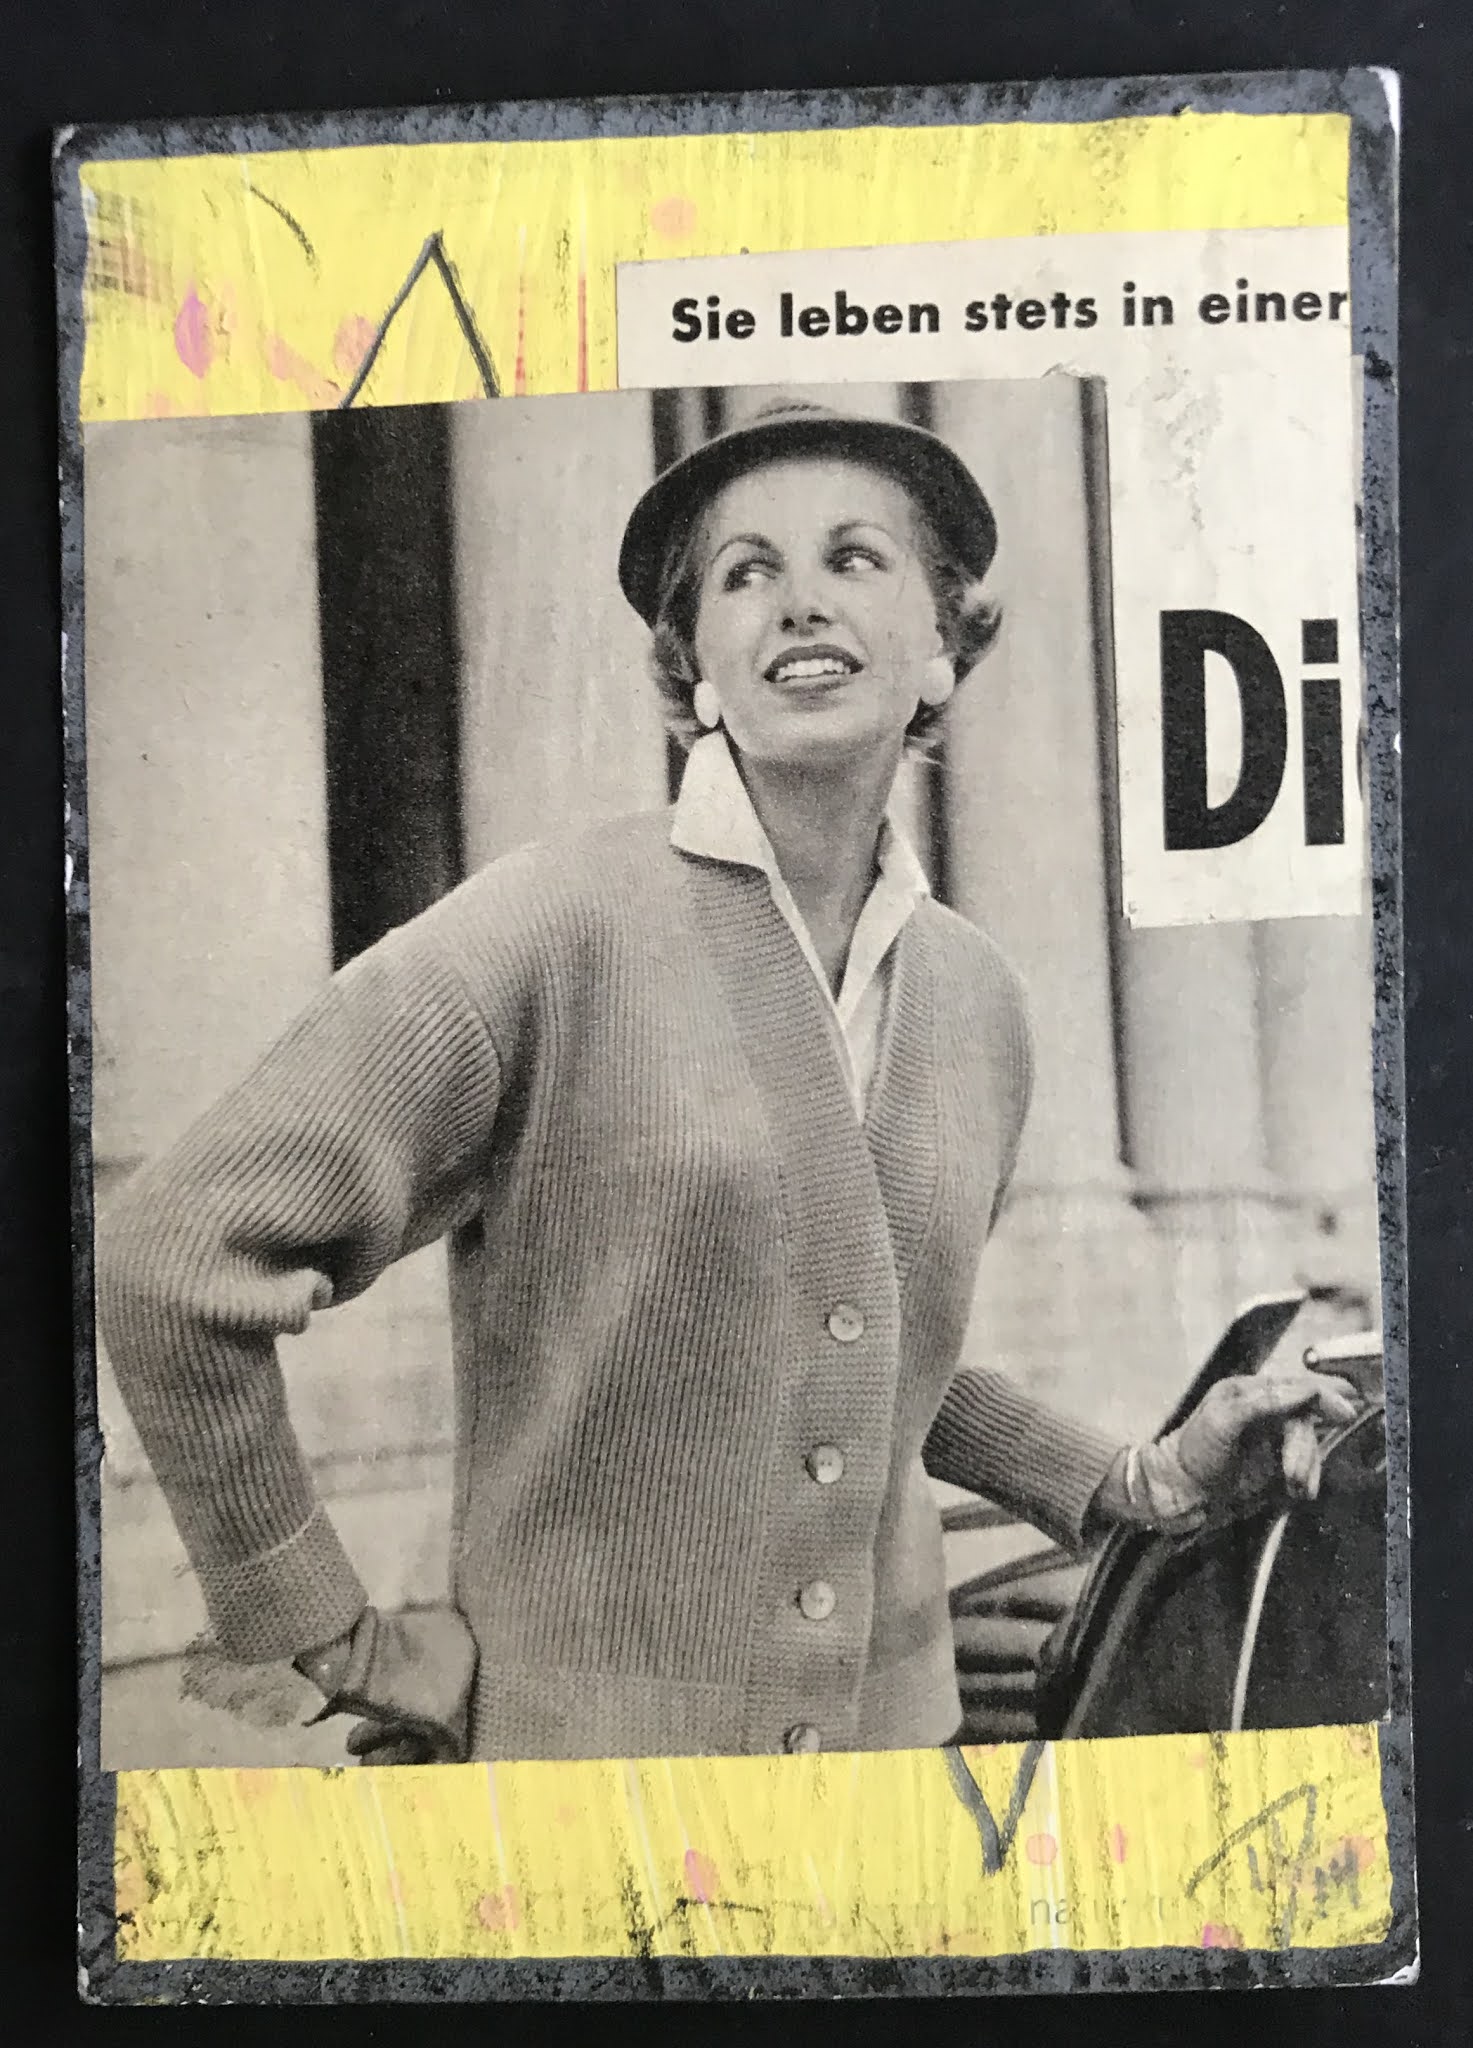 Sie leben stets in einer
Di